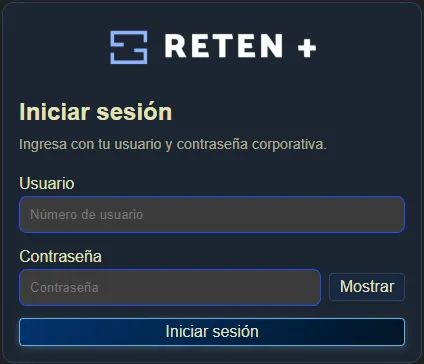 RETEN +
Iniciar sesión
Ingresa con tu usuario y contraseña corporativa.
Usuario
Número de usuario
Contraseña
Contraseña
Mostrar
Iniciar sesión